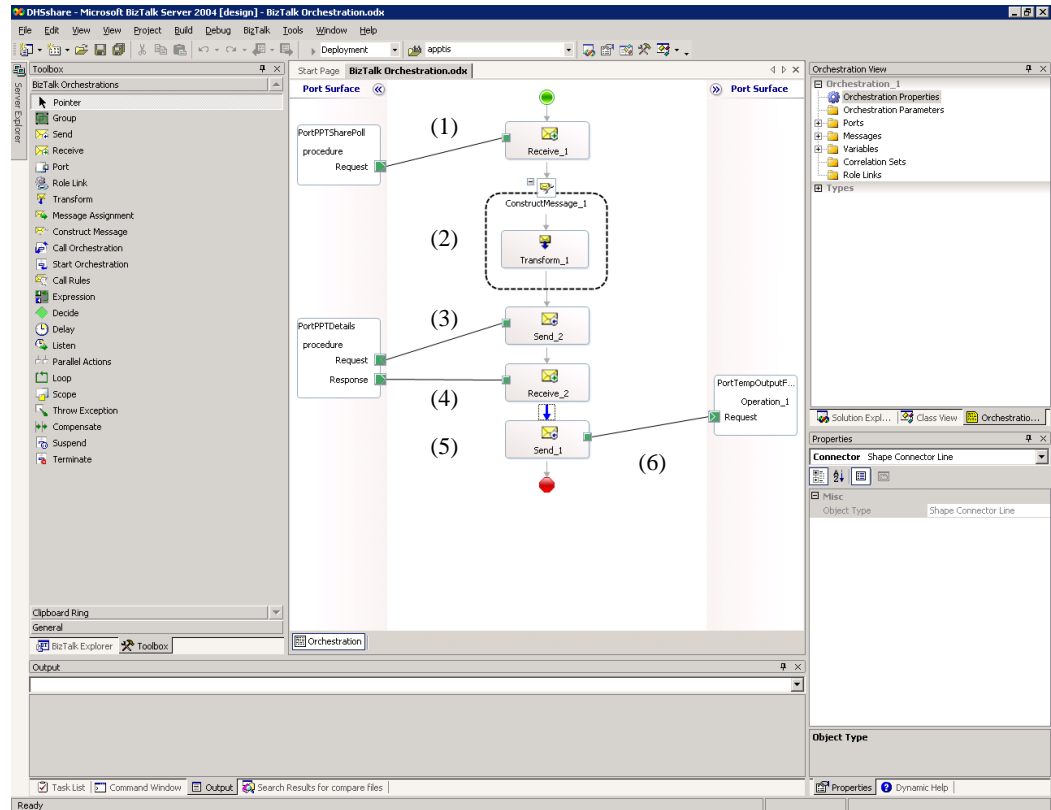 DHSshare - Microsoft BizTalk Server 2004 [design] - BizTalk Orchestration.odx
File Edit View View Project Build Debug BizTalk Tools Window Help
Deployment apptis
Server Explorer
Toolbox
BizTalk Orchestrations
Pointer
Group
Send
Receive
Port
Role Link
Transform
Message Assignment
Construct Message
Call Orchestration
Start Orchestration
Call Rules
Expression
Decide
Delay
Listen
Parallel Actions
Loop
Scope
Throw Exception
Compensate
Suspend
Terminate
Clipboard Ring
General
BizTalk Explorer Toolbox
Start Page BizTalk Orchestration.odx
Port Surface
Port Surface
PortPPTSharePoll
procedure
Request
(1)
Receive_1
ConstructMessage_1
(2)
Transform_1
PortPPTDetails
procedure
Request
Response
(3)
Send_2
(4)
Receive_2
(5)
Send_1
(6)
PortTempOutputF...
Operation_1
Request
Orchestration
Orchestration View
Orchestration_1
Orchestration Properties
Orchestration Parameters
Ports
Messages
Variables
Correlation Sets
Role Links
Types
Solution Expl... Class View Orchestratio...
Properties
Connector Shape Connector Line
Misc
Object Type Shape Connector Line
Object Type
Properties Dynamic Help
Output
Task List Command Window Output Search Results for compare files
Ready